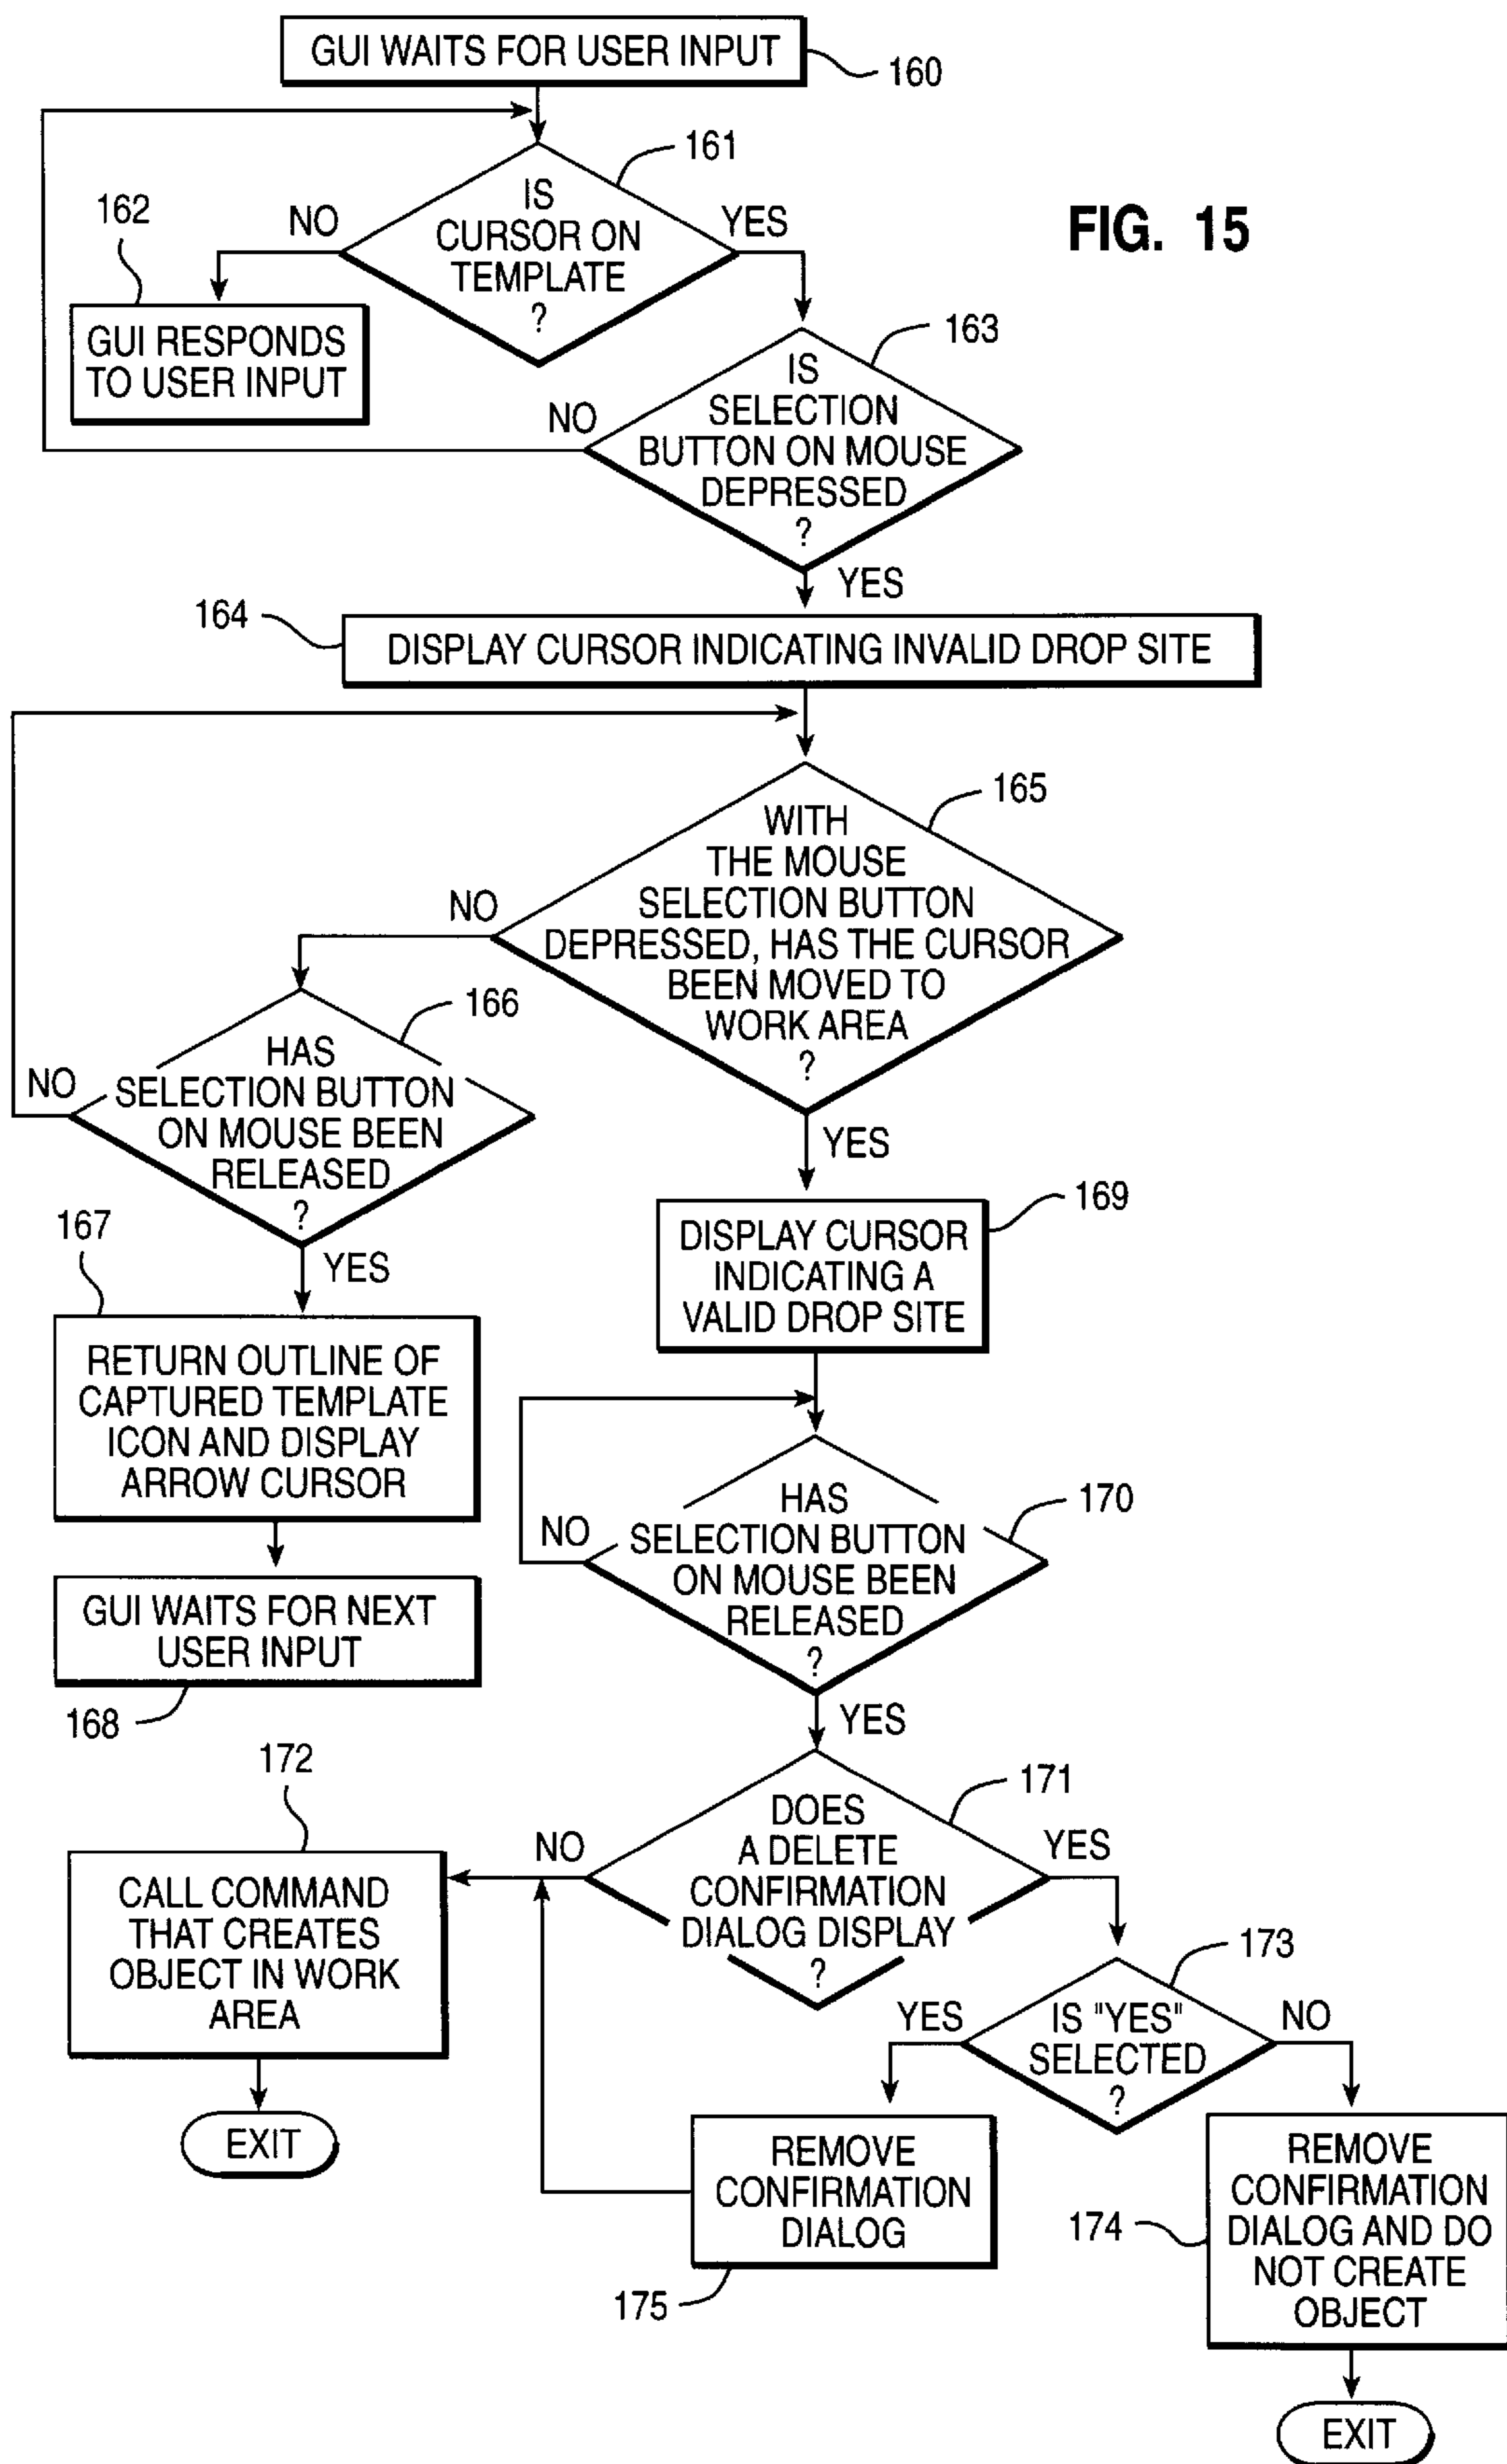 GUI WAITS FOR USER INPUT
160
161
IS
CURSOR ON
TEMPLATE
?
NO
YES
162
FIG. 15
GUI RESPONDS
TO USER INPUT
163
IS
SELECTION
BUTTON ON MOUSE
DEPRESSED
?
NO
YES
164
DISPLAY CURSOR INDICATING INVALID DROP SITE
165
WITH
THE MOUSE
SELECTION BUTTON
DEPRESSED, HAS THE CURSOR
BEEN MOVED TO
WORK AREA
?
NO
YES
166
HAS
SELECTION BUTTON
ON MOUSE BEEN
RELEASED
?
NO
YES
167
RETURN OUTLINE OF
CAPTURED TEMPLATE
ICON AND DISPLAY
ARROW CURSOR
GUI WAITS FOR NEXT
USER INPUT
168
169
DISPLAY CURSOR
INDICATING A
VALID DROP SITE
170
HAS
SELECTION BUTTON
ON MOUSE BEEN
RELEASED
?
NO
YES
171
DOES
A DELETE
CONFIRMATION
DIALOG DISPLAY
?
NO
YES
172
CALL COMMAND
THAT CREATES
OBJECT IN WORK
AREA
EXIT
173
IS "YES"
SELECTED
?
YES
NO
REMOVE
CONFIRMATION
DIALOG
175
174
REMOVE
CONFIRMATION
DIALOG AND DO
NOT CREATE
OBJECT
EXIT